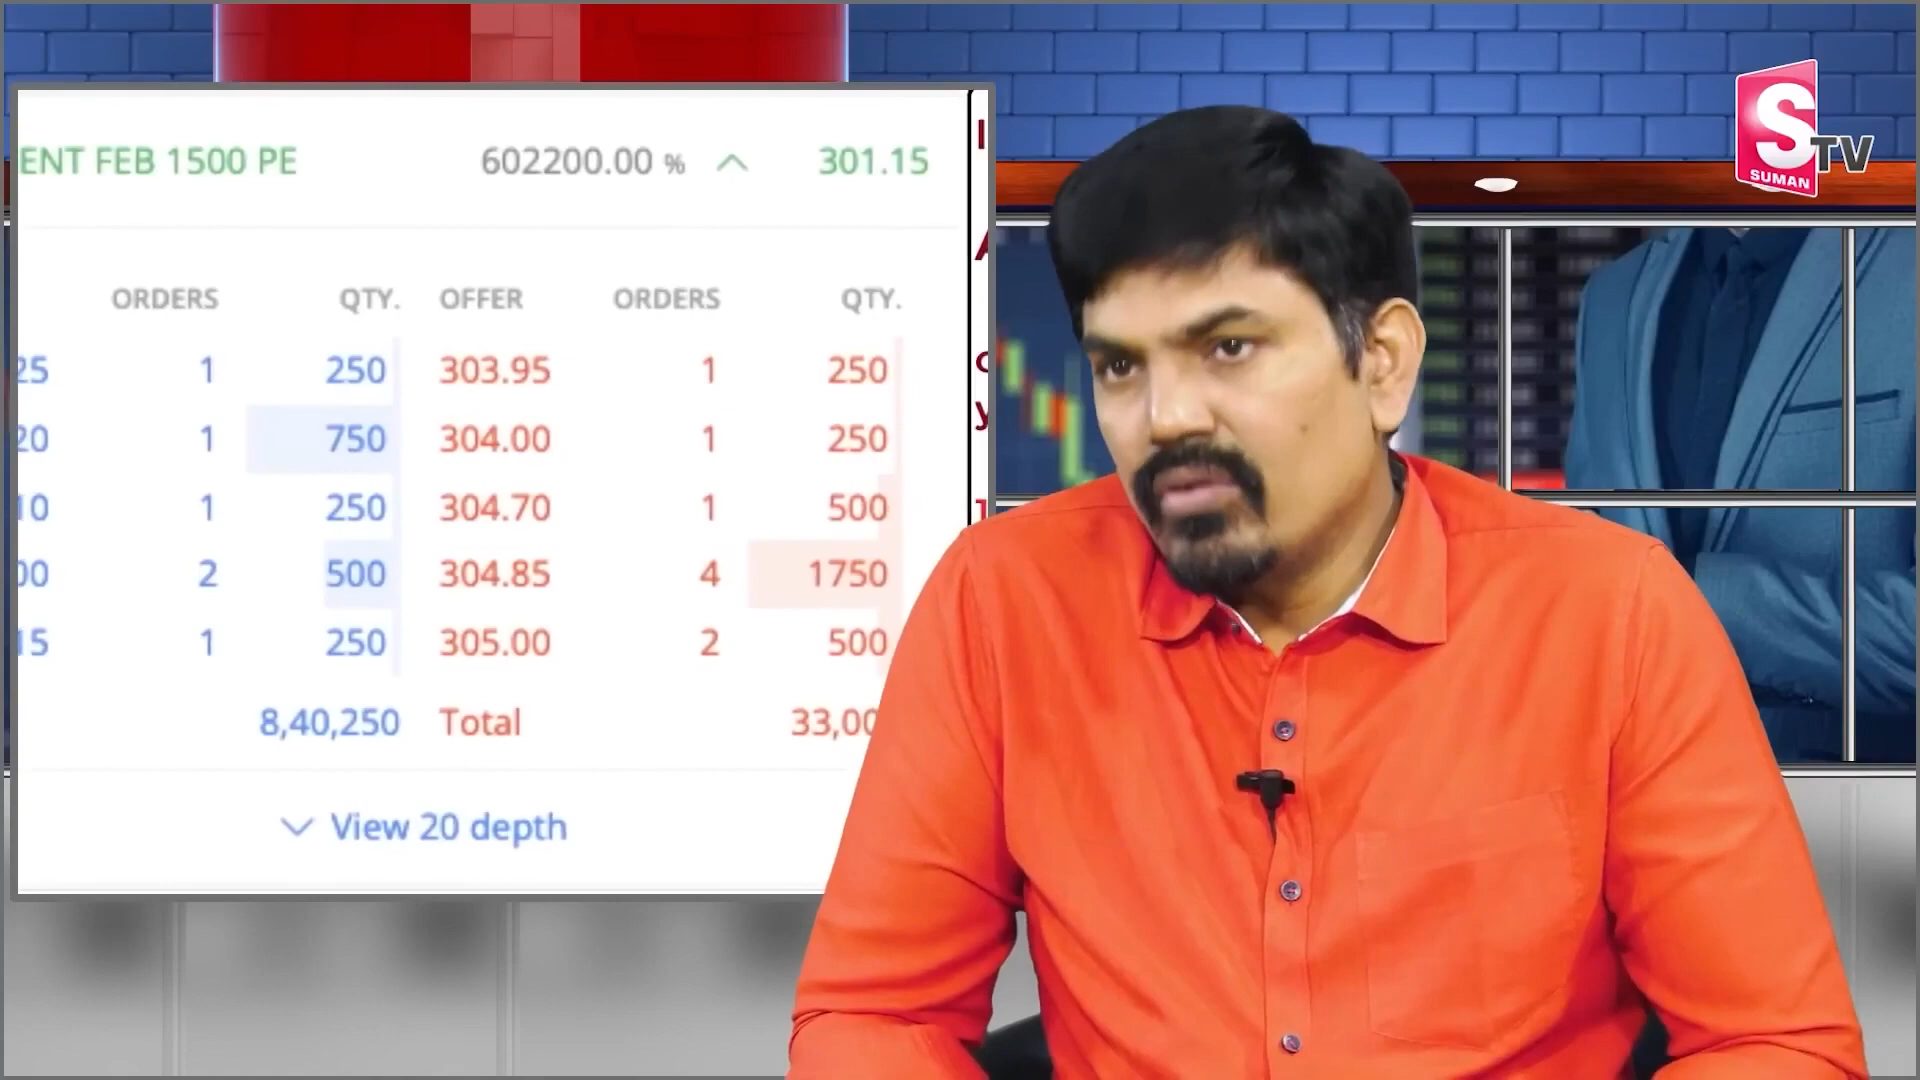 ENT FEB 1500 PE 602200.00 % 301.15
ORDERS QTY. OFFER ORDERS QTY.
25 1 250 303.95 1 250
20 1 750 304.00 1 250
10 1 250 304.70 1 500
00 2 500 304.85 4 1750
15 1 250 305.00 2 500
8,40,250 Total 33,00
View 20 depth
S TV
SUMAN